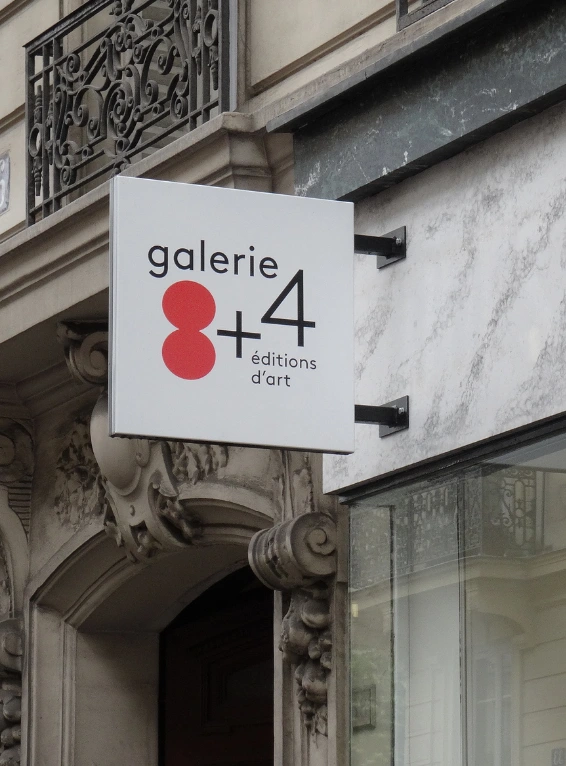 galerie
8+4
éditions
d'art